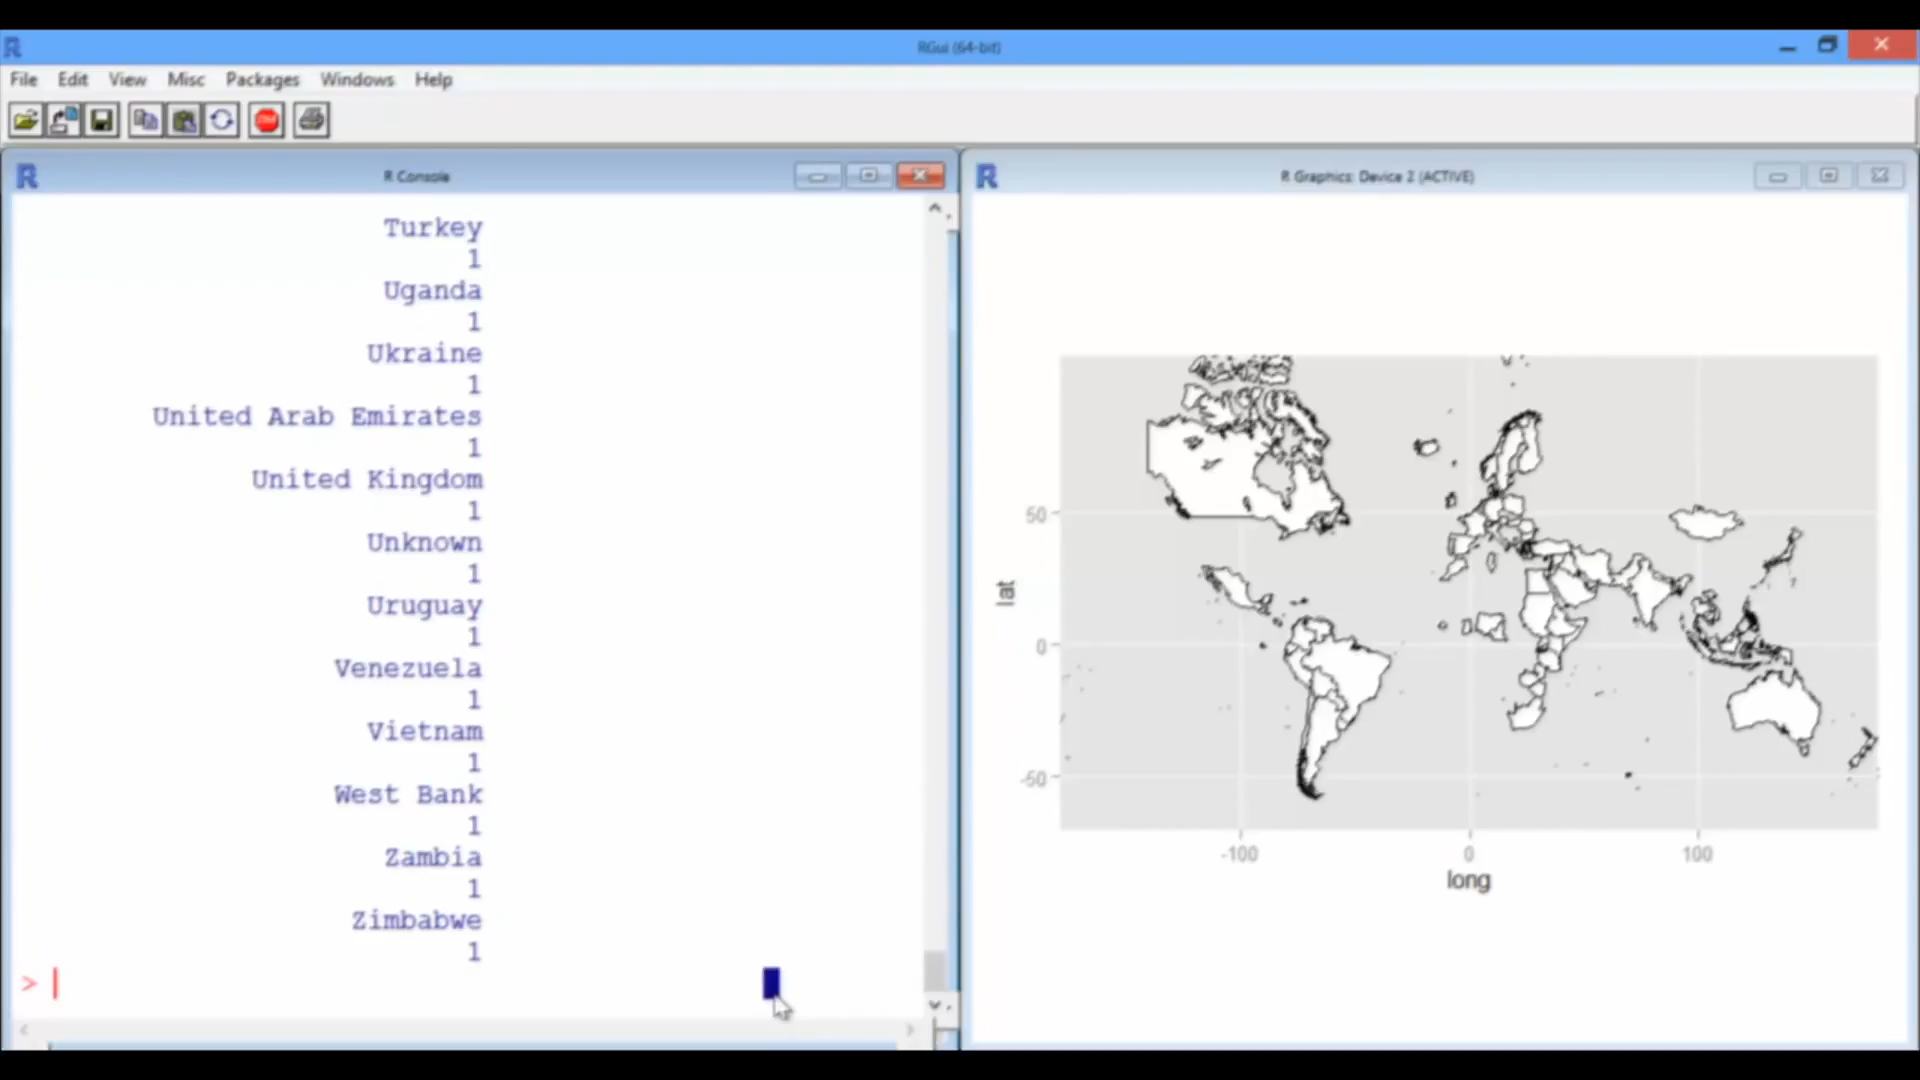 RGui (64-bit)
File Edit View Misc Packages Windows Help
STOP
R Console
Turkey
1
Uganda
1
Ukraine
1
United Arab Emirates
1
United Kingdom
1
Unknown
1
Uruguay
1
Venezuela
1
Vietnam
1
West Bank
1
Zambia
1
Zimbabwe
1
>
R Graphics: Device 2 (ACTIVE)
lat
50
0
-50
-100 0 100
long